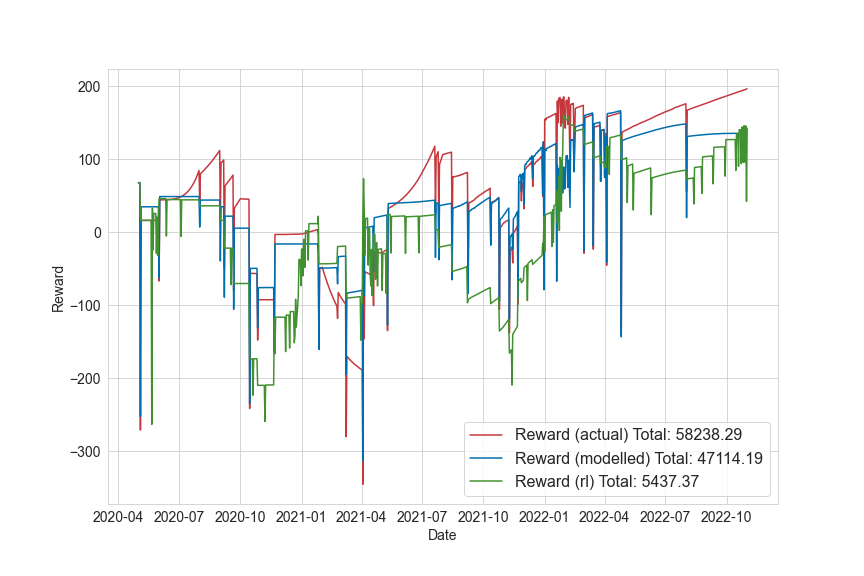 200
100
0
−100
−200
−300
Reward
Reward (actual) Total: 58238.29
Reward (modelled) Total: 47114.19
Reward (rl) Total: 5437.37
2020-04 2020-07 2020-10 2021-01 2021-04 2021-07 2021-10 2022-01 2022-04 2022-07 2022-10
Date